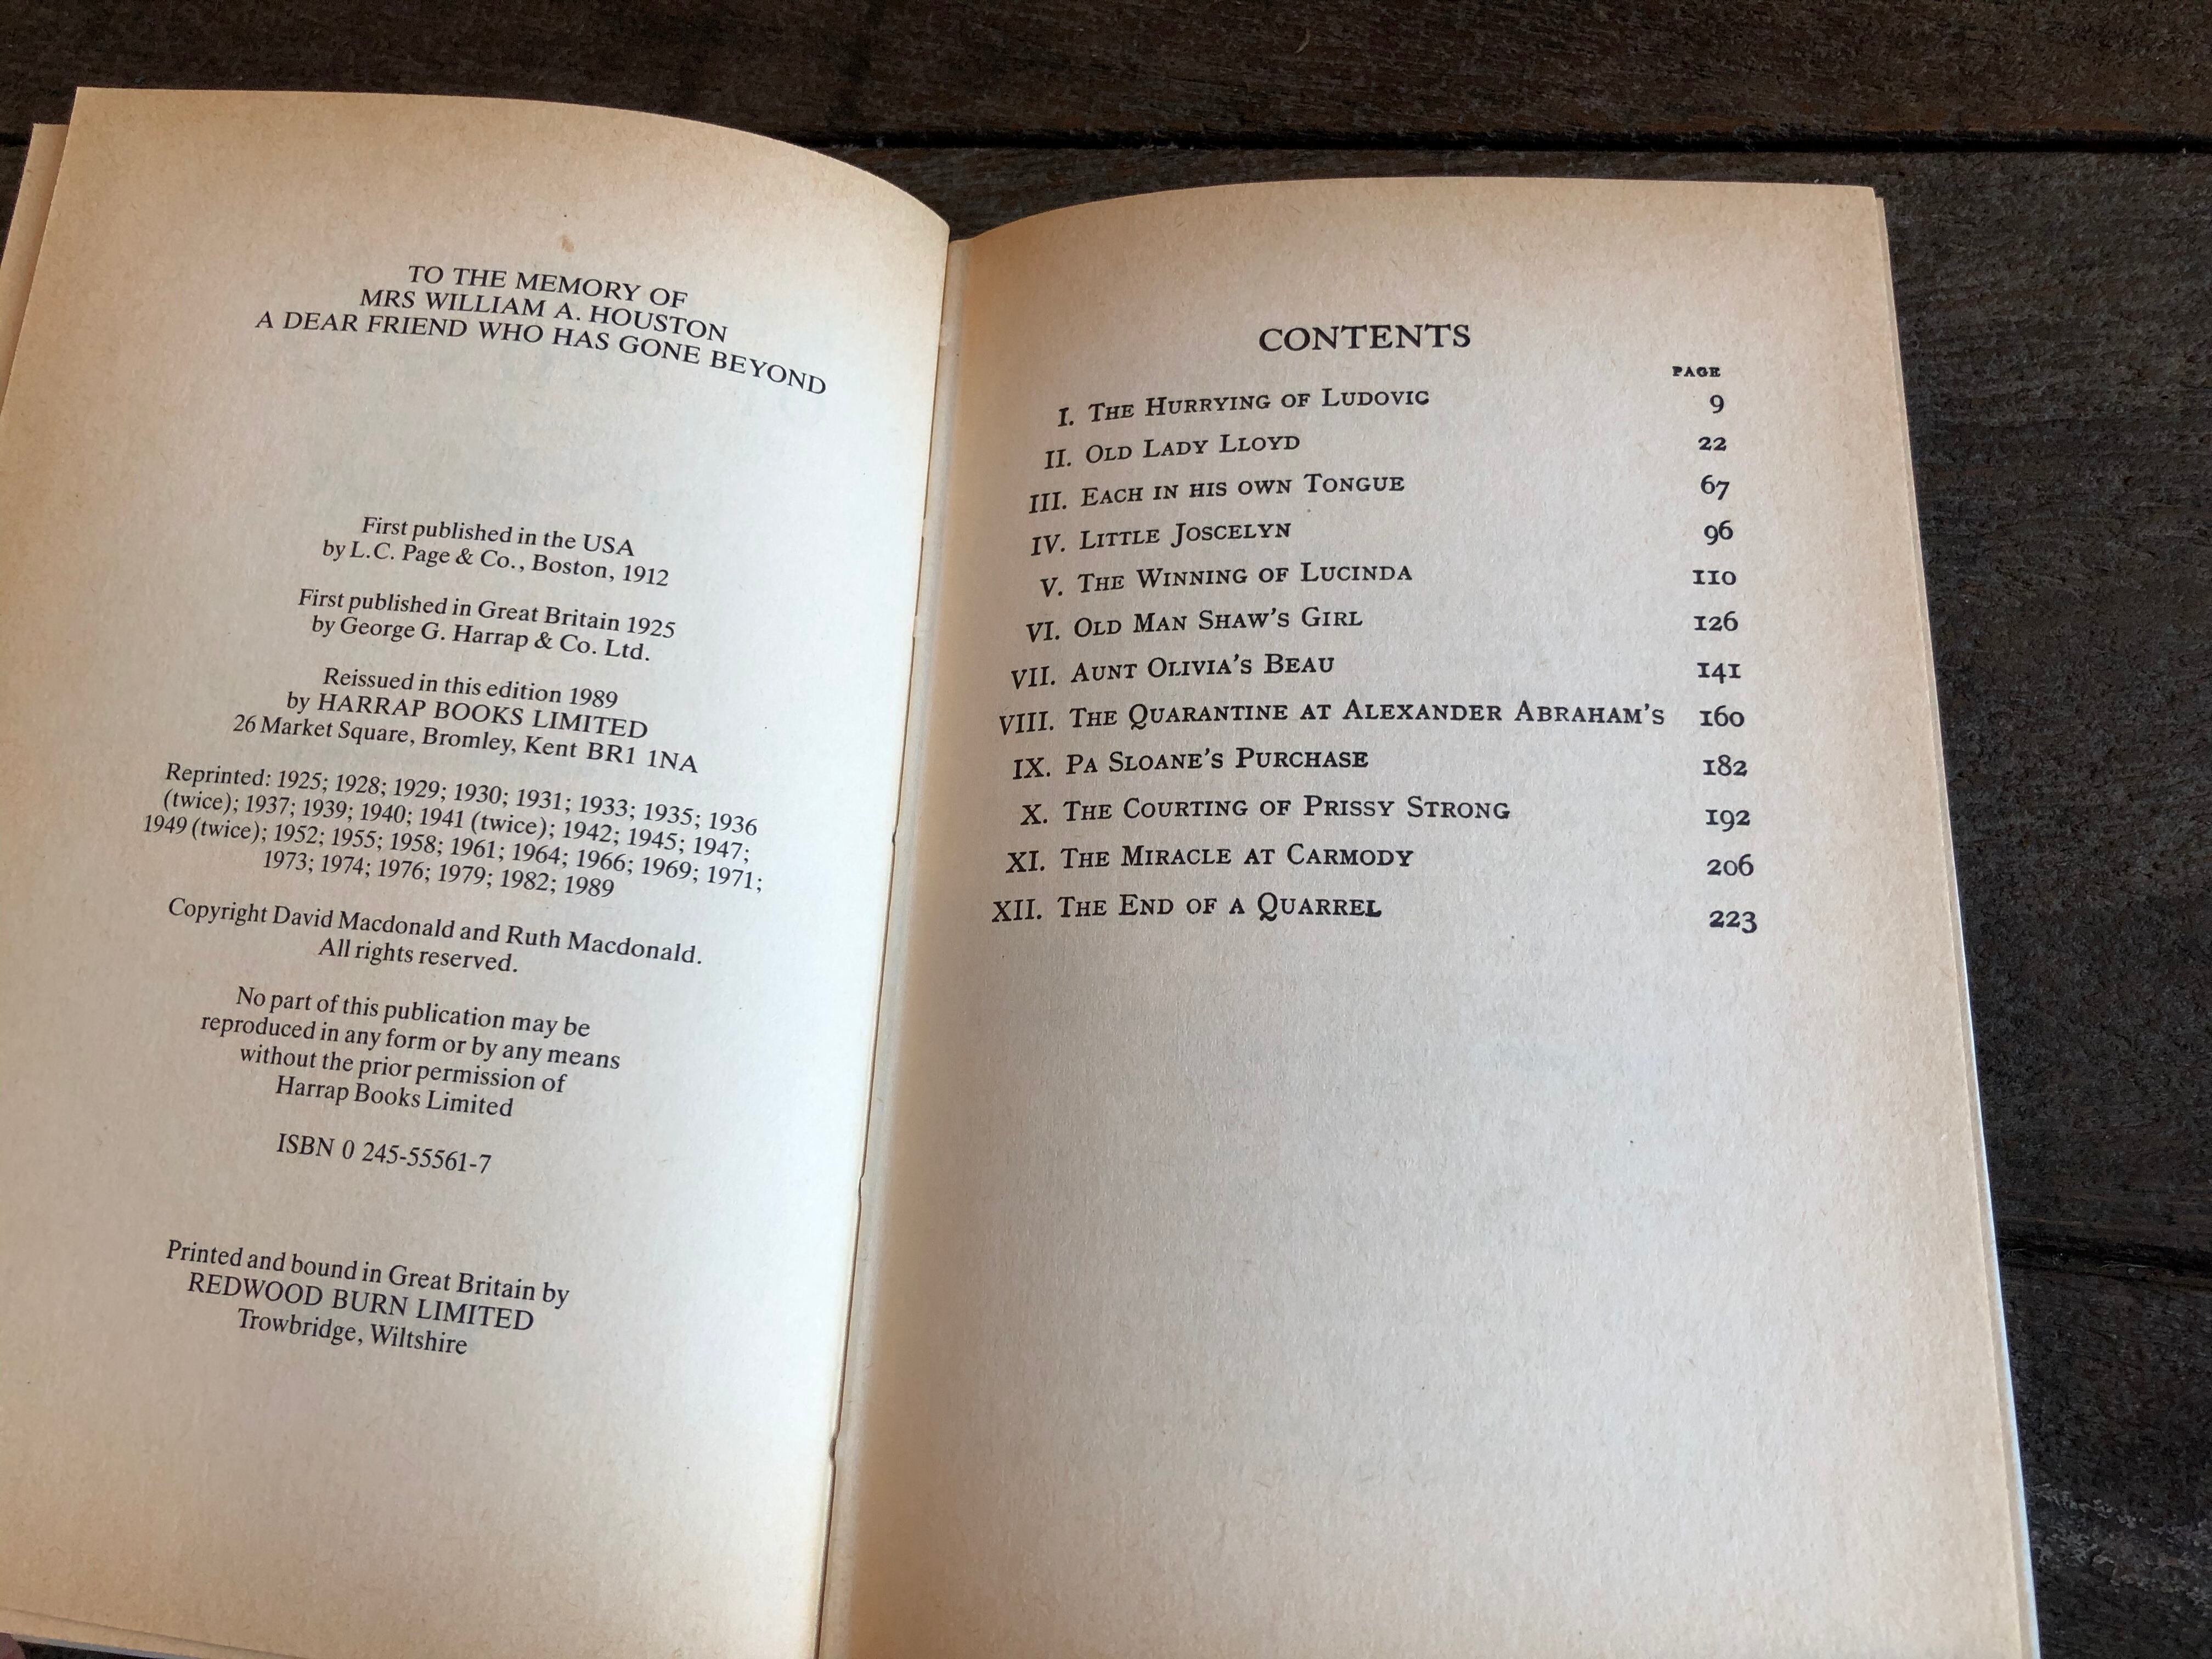 TO THE MEMORY OF
MRS WILLIAM A. HOUSTON
A DEAR FRIEND WHO HAS GONE BEYOND
First published in the USA
by L.C. Page & Co., Boston, 1912
First published in Great Britain 1925
by George G. Harrap & Co. Ltd.
Reissued in this edition 1989
by HARRAP BOOKS LIMITED
26 Market Square, Bromley, Kent BR1 1NA
Reprinted: 1925; 1928; 1929; 1930; 1931; 1933; 1935; 1936
(twice); 1937; 1939; 1940; 1941 (twice); 1942; 1945; 1947;
1949 (twice); 1952; 1955; 1958; 1961; 1964; 1966; 1969; 1971;
1973; 1974; 1976; 1979; 1982; 1989
Copyright David Macdonald and Ruth Macdonald.
All rights reserved.
No part of this publication may be
reproduced in any form or by any means
without the prior permission of
Harrap Books Limited
ISBN 0 245-55561-7
Printed and bound in Great Britain by
REDWOOD BURN LIMITED
Trowbridge, Wiltshire
CONTENTS
PAGE
I. THE HURRYING OF LUDOVIC 9
II. OLD LADY LLOYD 22
III. EACH IN HIS OWN TONGUE 67
IV. LITTLE JOSCELYN 96
V. THE WINNING OF LUCINDA 110
VI. OLD MAN SHAW'S GIRL 126
VII. AUNT OLIVIA'S BEAU 141
VIII. THE QUARANTINE AT ALEXANDER ABRAHAM'S 160
IX. PA SLOANE'S PURCHASE 182
X. THE COURTING OF PRISSY STRONG 192
XI. THE MIRACLE AT CARMODY 206
XII. THE END OF A QUARREL 223